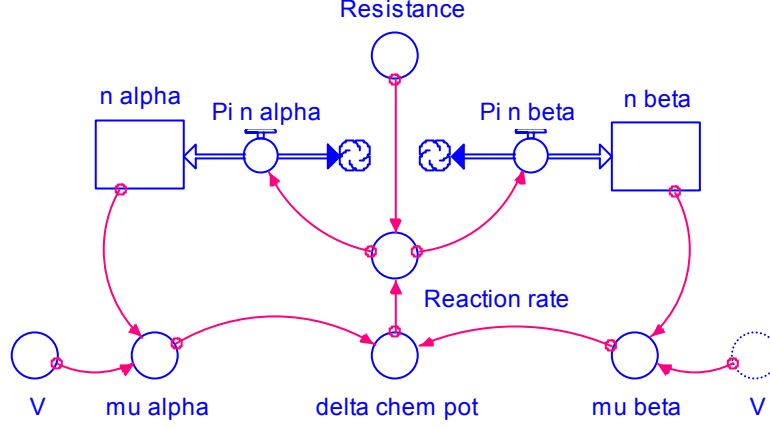 Resistance
n alpha
Pi n alpha
Pi n beta
n beta
Reaction rate
V
mu alpha
delta chem pot
mu beta
V